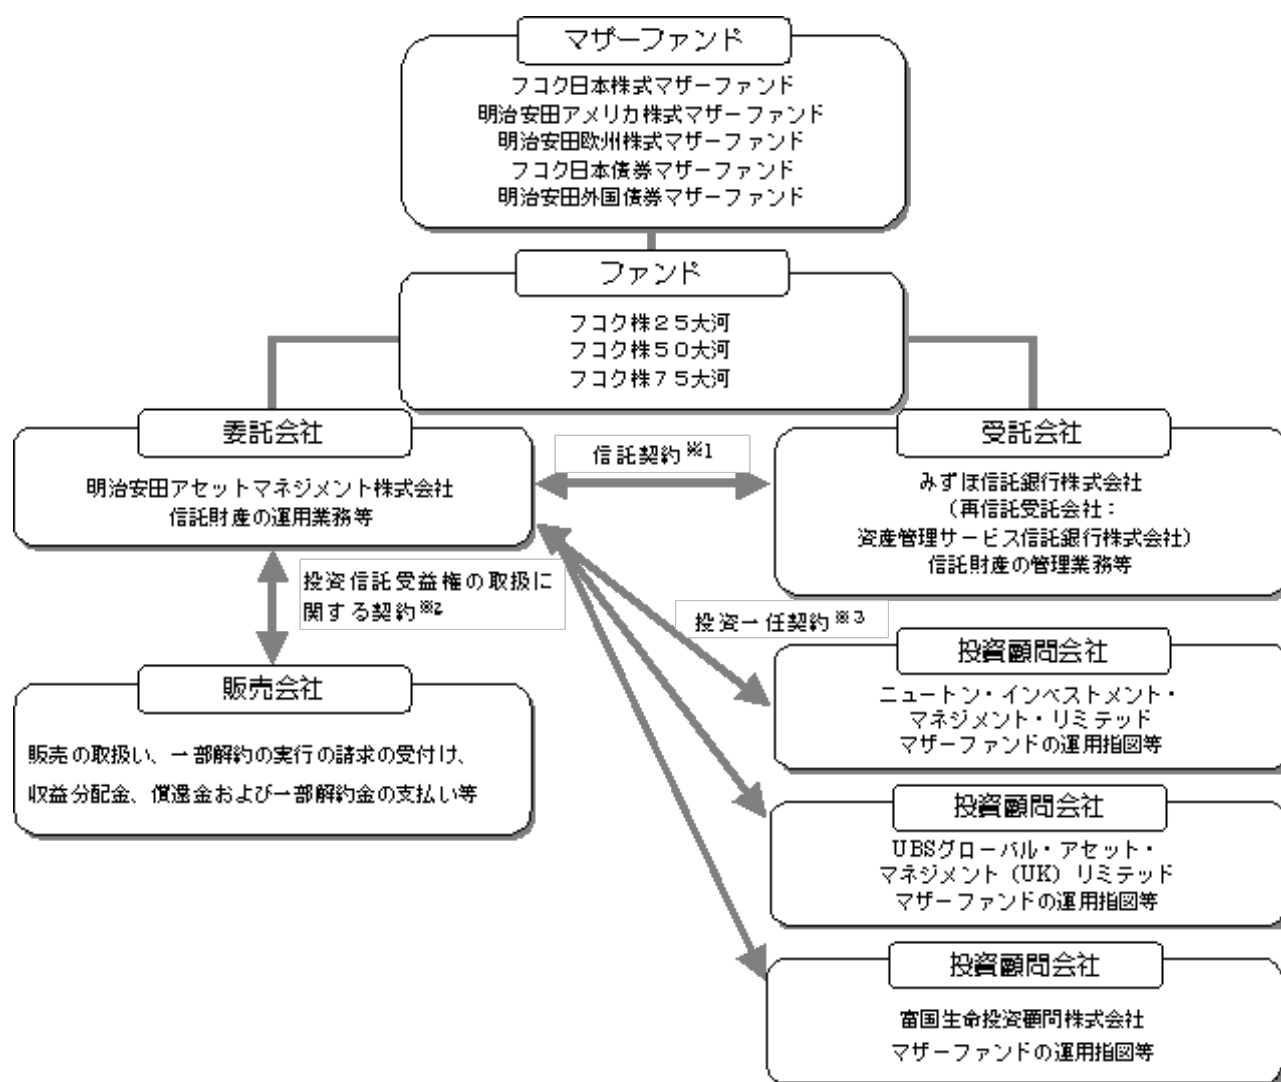 マザーファンド
フコク日本株式マザーファンド
明治安田アメリカ株式マザーファンド
明治安田欧州株式マザーファンド
フコク日本債券マザーファンド
明治安田外国債券マザーファンド
ファンド
フコク株25大河
フコク株50大河
フコク株75大河
委託会社
明治安田アセットマネジメント株式会社
信託財産の運用業務等
信託契約※1
受託会社
みずほ信託銀行株式会社
(再信託受託会社:
資産管理サービス信託銀行株式会社)
信託財産の管理業務等
投資信託受益権の取扱に
関する契約※2
投資一任契約※3
販売会社
販売の取扱い、一部解約の実行の請求の受付け、
収益分配金、償還金および一部解約金の支払い等
投資顧問会社
ニュートン・インベストメント・
マネジメント・リミテッド
マザーファンドの運用指図等
投資顧問会社
UBSグローバル・アセット・
マネジメント(UK)リミテッド
マザーファンドの運用指図等
投資顧問会社
富国生命投資顧問株式会社
マザーファンドの運用指図等